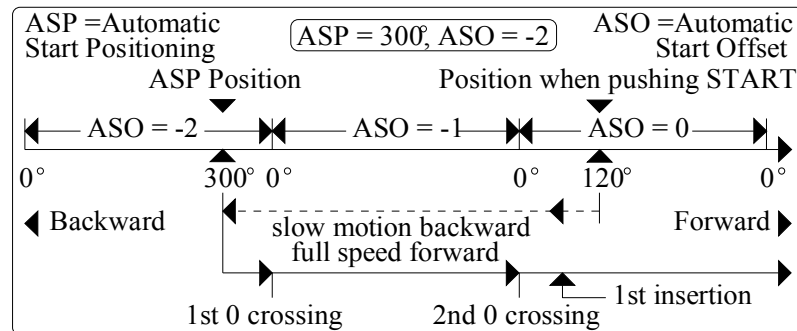 ASP =Automatic
Start Positioning
ASP = 300°, ASO = -2
ASO =Automatic
Start Offset
ASP Position
Position when pushing START
ASO = -2
ASO = -1
ASO = 0
0°
300°
0°
0°
120°
0°
Backward
slow motion backward
Forward
full speed forward
1st insertion
1st 0 crossing
2nd 0 crossing